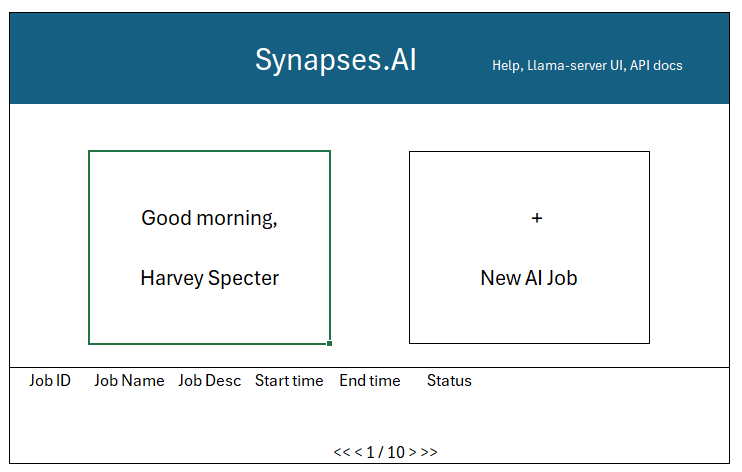 Synapses.AI
Help, Llama-server UI, API docs
Good morning,
Harvey Specter
+
New AI Job
Job ID Job Name Job Desc Start time End time Status
<< < 1 / 10 > >>